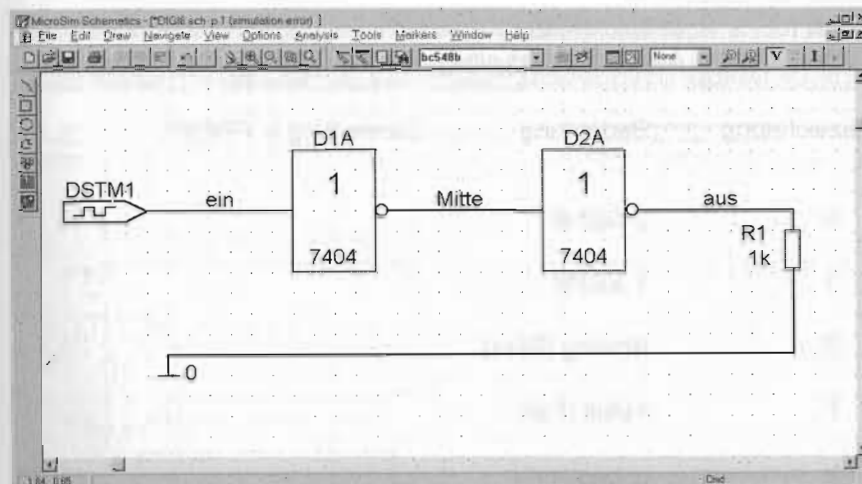 MicroSim Schematics - [*DIGI6.sch p.1 (simulation error) ]
File Edit Draw Navigate View Options Analysis Tools Markers Window Help
bc548b None V I
D1A D2A
1 1
DSTM1 ein Mitte aus
R1
7404 7404 1k
0
Cmd